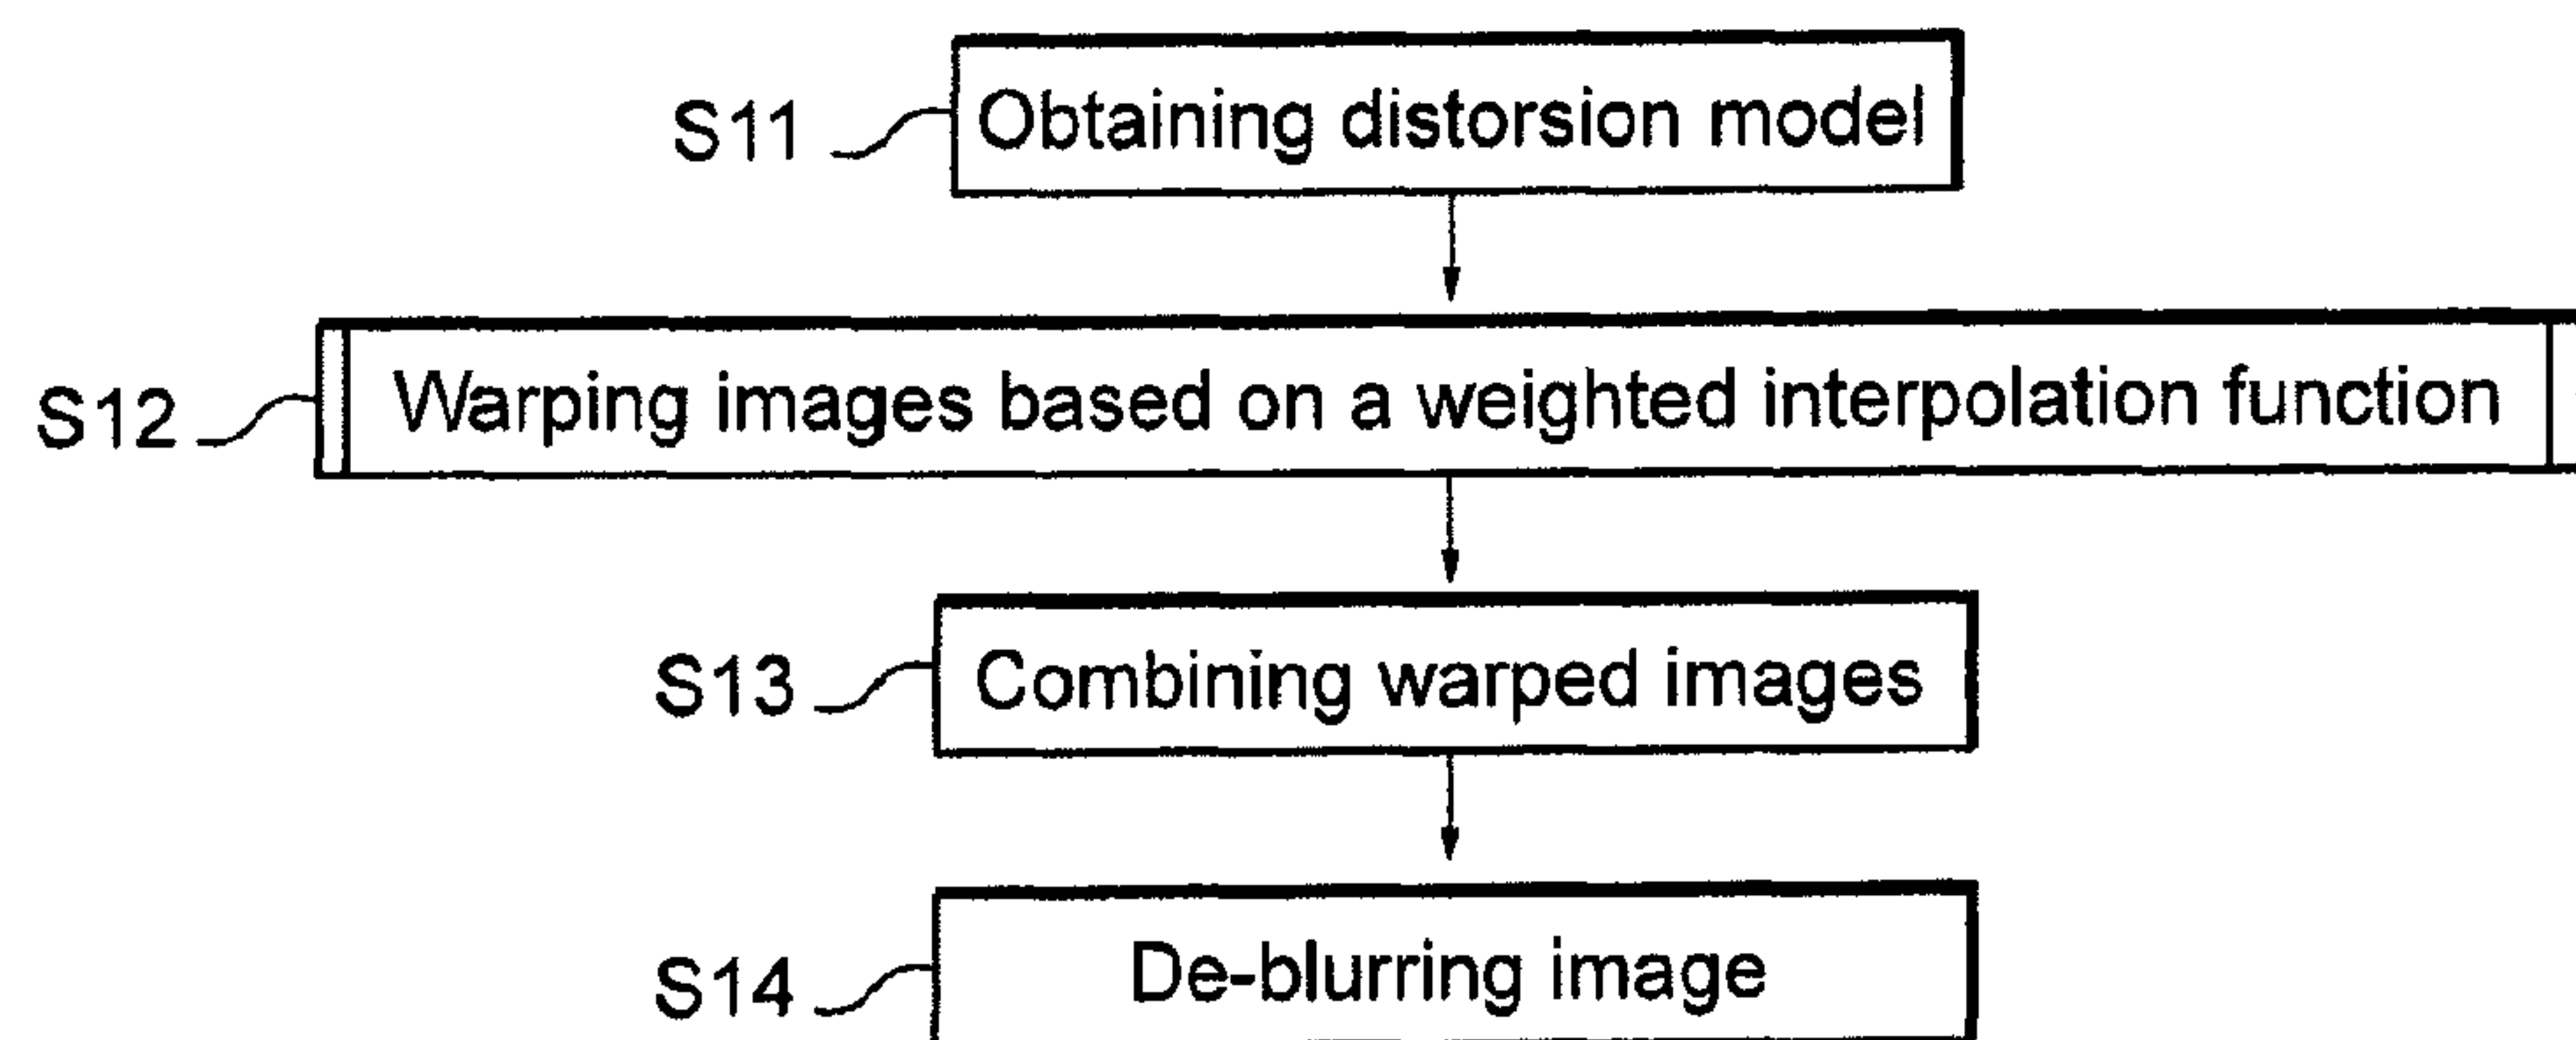 S11 Obtaining distorsion model
S12 Warping images based on a weighted interpolation function
S13 Combining warped images
S14 De-blurring image